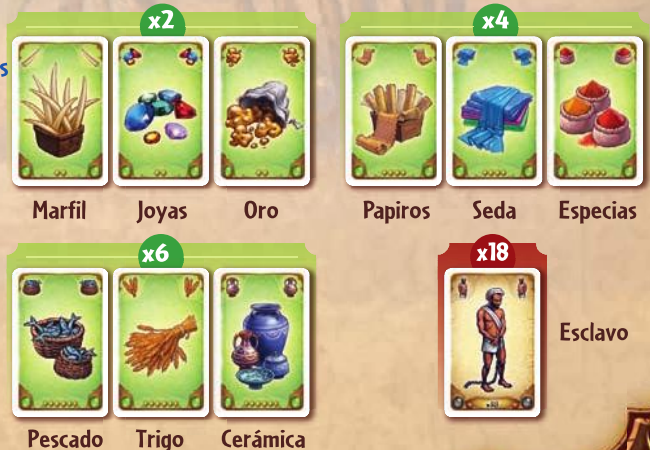 x2
Marfil Joyas Oro
x4
Papiros Seda Especias
x6
Pescado Trigo Cerámica
x18
Esclavo